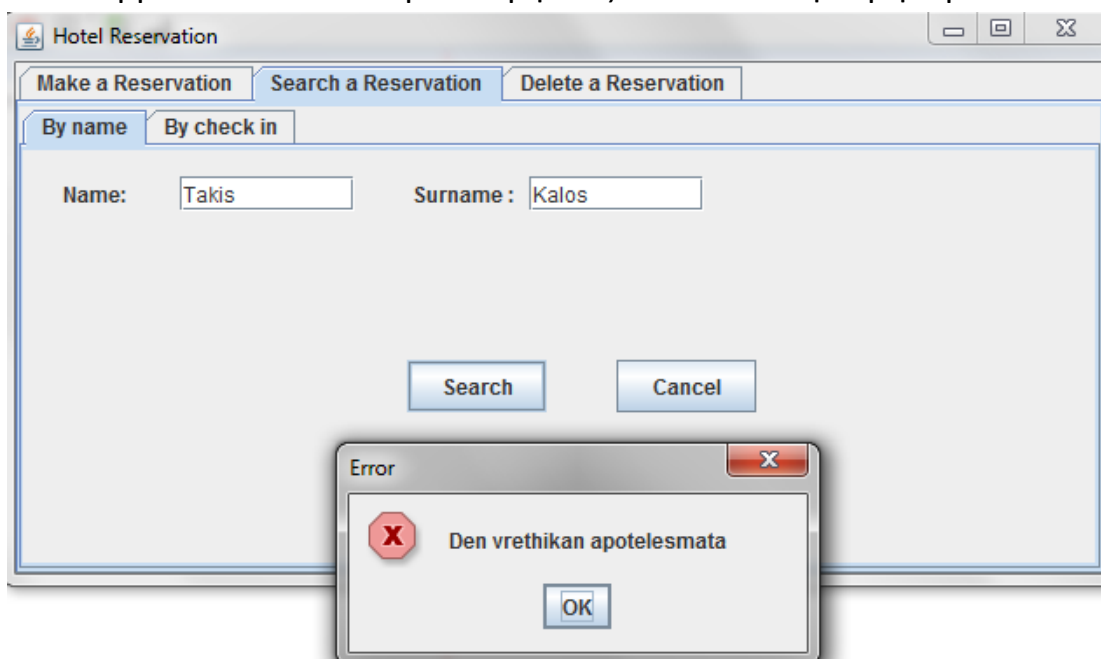 Hotel Reservation
Make a Reservation Search a Reservation Delete a Reservation
By name By check in
Name: Takis Surname : Kalos
Search Cancel
Error
Den vrethikan apotelesmata
OK